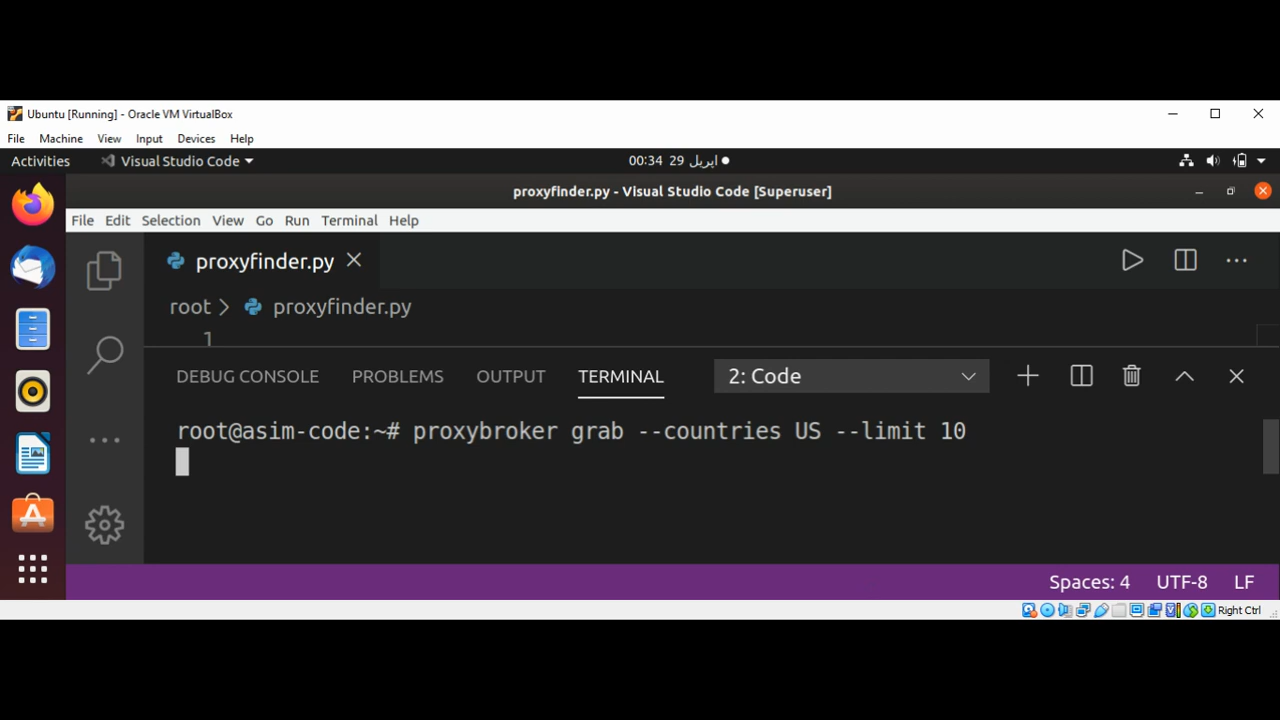 Ubuntu [Running] - Oracle VM VirtualBox
File Machine View Input Devices Help
Activities Visual Studio Code 00:34 29 اپریل
proxyfinder.py - Visual Studio Code [Superuser]
File Edit Selection View Go Run Terminal Help
proxyfinder.py
root > proxyfinder.py
1
DEBUG CONSOLE PROBLEMS OUTPUT TERMINAL 2: Code
root@asim-code:~# proxybroker grab --countries US --limit 10
Spaces: 4 UTF-8 LF
Right Ctrl